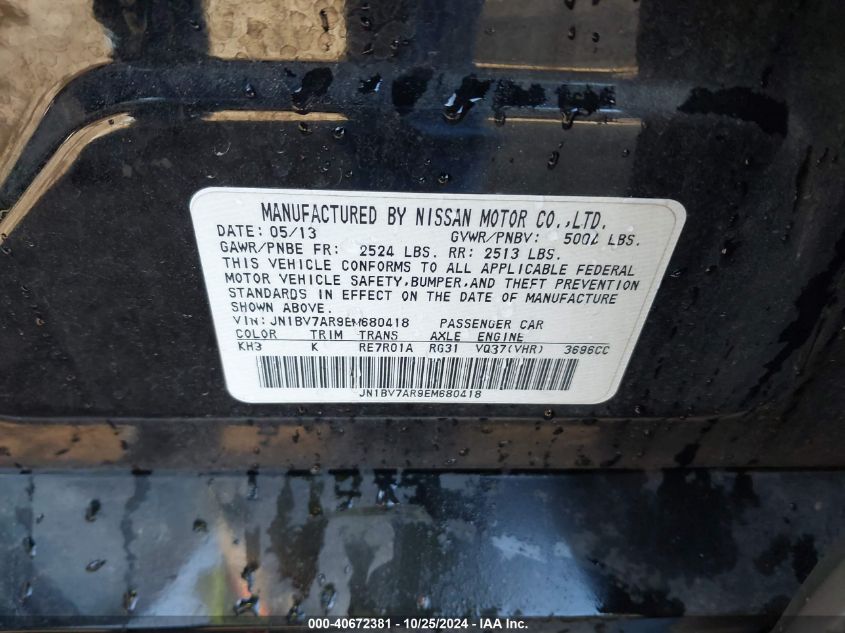 MANUFACTURED BY NISSAN MOTOR CO.,LTD.
DATE: 05/13 GVWR/PNBV: 5004 LBS.
GAWR/PNBE FR: 2524 LBS. RR: 2513 LBS.
THIS VEHICLE CONFORMS TO ALL APPLICABLE FEDERAL
MOTOR VEHICLE SAFETY,BUMPER,AND THEFT PREVENTION
STANDARDS IN EFFECT ON THE DATE OF MANUFACTURE
SHOWN ABOVE.
VIN: JN1BV7AR9EM680418 PASSENGER CAR
COLOR TRIM TRANS AXLE ENGINE
KH3 K RE7R01A RG31 VQ37(VHR) 3696CC
JN1BV7AR9EM680418
000-40672381 - 10/25/2024 - IAA Inc.